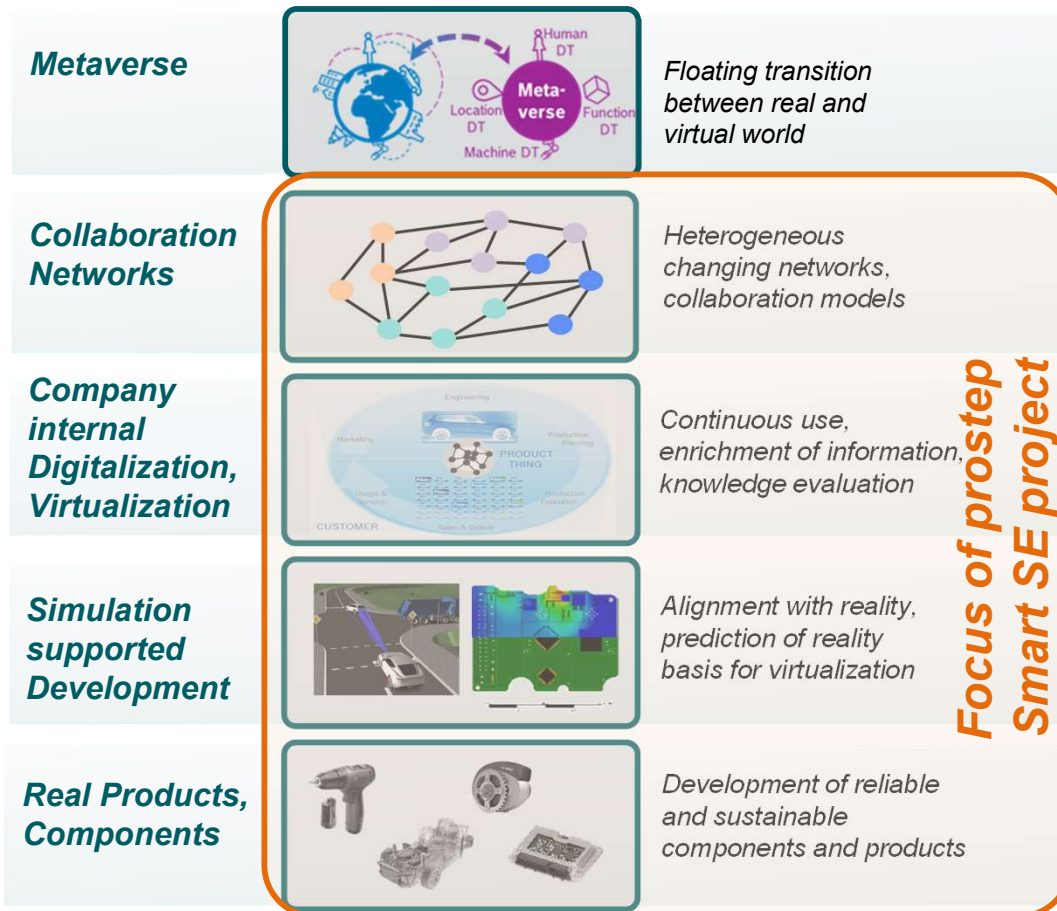 Metaverse
Human
DT
Meta-
verse
Location
DT
Function
DT
Machine DT
Floating transition
between real and
virtual world
Collaboration
Networks
Heterogeneous
changing networks,
collaboration models
Company
internal
Digitalization,
Virtualization
Engineering
Marketing
Production
Planning
PRODUCT
THING
Usage &
Service
Production
Execution
CUSTOMER
Sales & Deliver
Continuous use,
enrichment of information,
knowledge evaluation
Simulation
supported
Development
Alignment with reality,
prediction of reality
basis for virtualization
Real Products,
Components
Development of reliable
and sustainable
components and products
Focus of prostep
Smart SE project